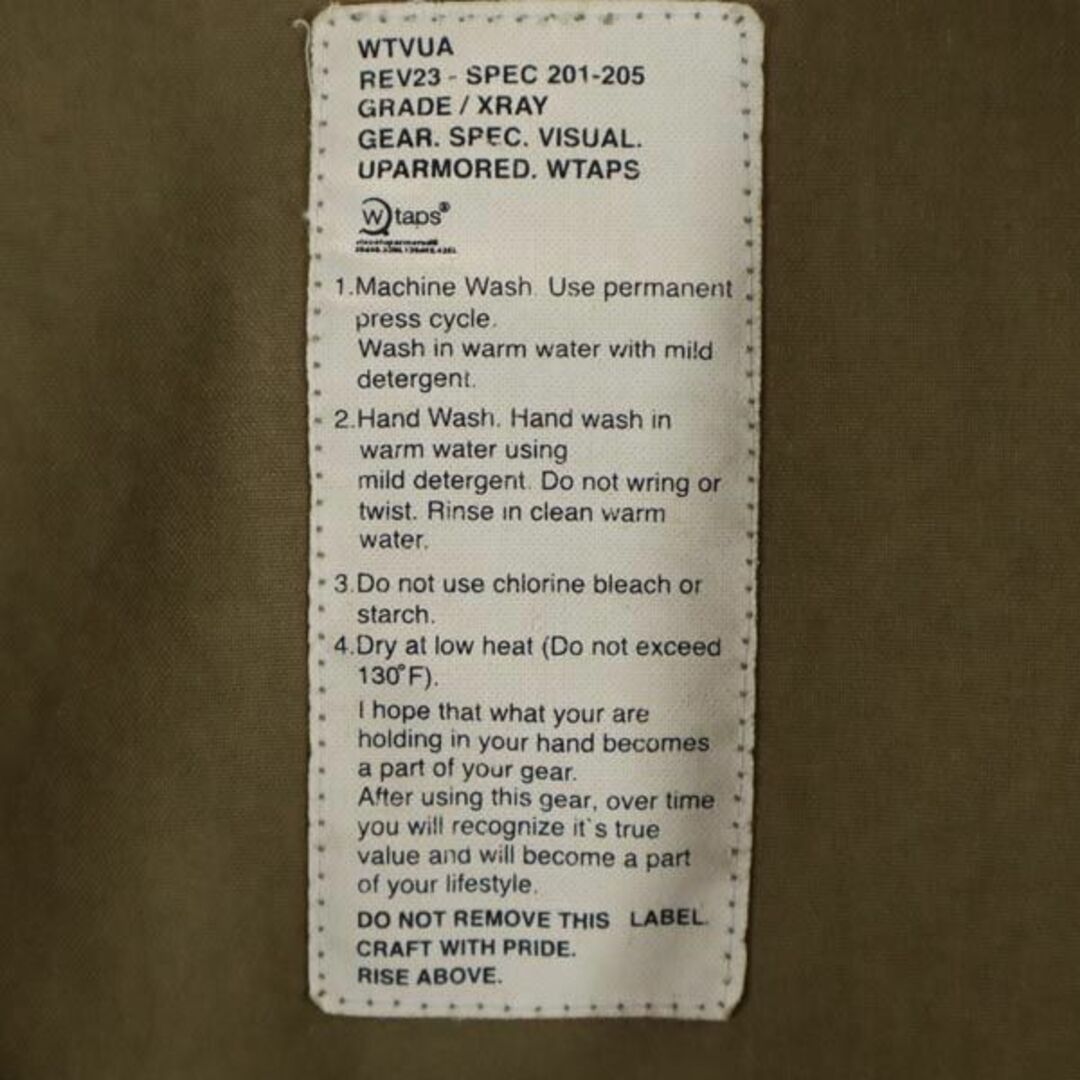 WTVUA
REV23 - SPEC 201-205
GRADE / XRAY
GEAR. SPEC. VISUAL.
UPARMORED. WTAPS
Wtaps®
1.Machine Wash. Use permanent
press cycle.
Wash in warm water with mild
detergent.
2.Hand Wash. Hand wash in
warm water using
mild detergent. Do not wring or
twist. Rinse in clean warm
water.
3.Do not use chlorine bleach or
starch.
4.Dry at low heat (Do not exceed
130°F).
I hope that what your are
holding in your hand becomes
a part of your gear.
After using this gear, over time
you will recognize it`s true
value and will become a part
of your lifestyle.
DO NOT REMOVE THIS LABEL.
CRAFT WITH PRIDE.
RISE ABOVE.